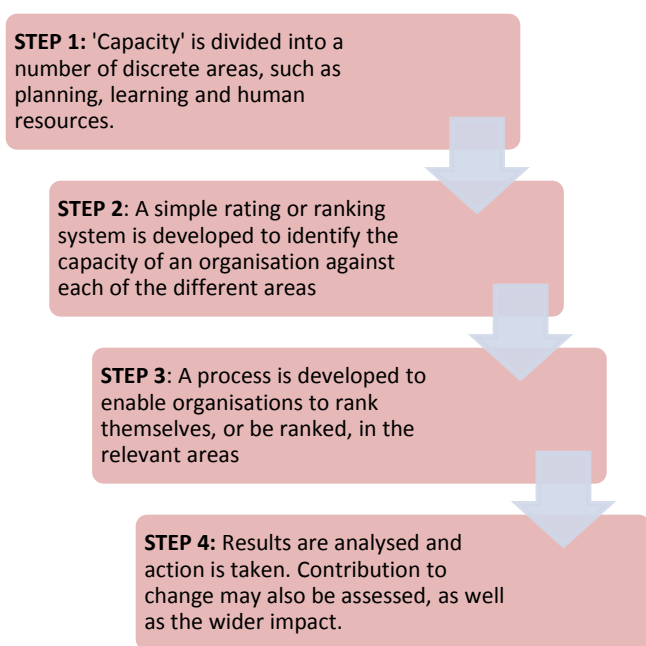 STEP 1: 'Capacity' is divided into a
number of discrete areas, such as
planning, learning and human
resources.
STEP 2: A simple rating or ranking
system is developed to identify the
capacity of an organisation against
each of the different areas
STEP 3: A process is developed to
enable organisations to rank
themselves, or be ranked, in the
relevant areas
STEP 4: Results are analysed and
action is taken. Contribution to
change may also be assessed, as well
as the wider impact.